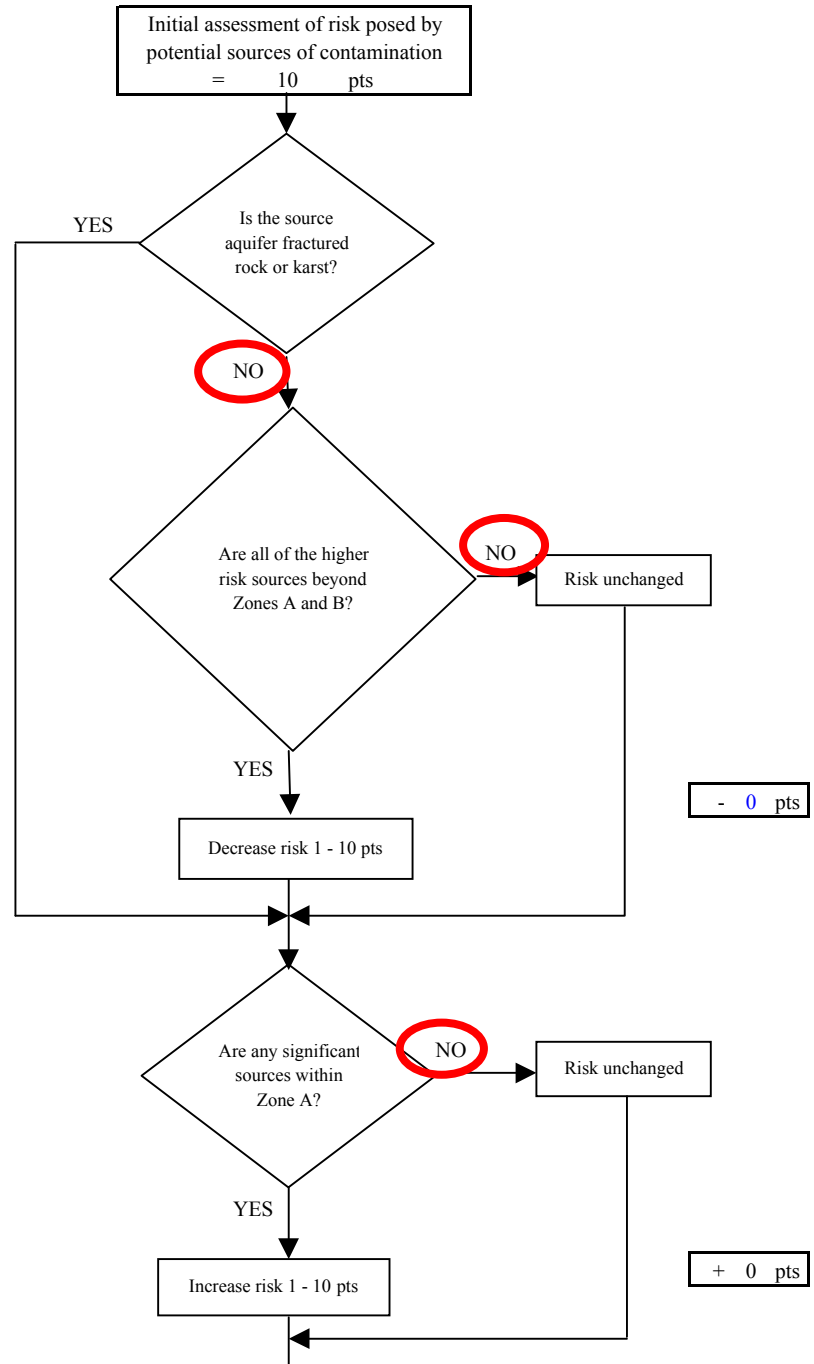 Initial assessment of risk posed by
potential sources of contamination
= 10 pts
YES
Is the source
aquifer fractured
rock or karst?
NO
Are all of the higher
risk sources beyond
Zones A and B?
NO
Risk unchanged
YES
- 0 pts
Decrease risk 1 - 10 pts
Are any significant
sources within
Zone A?
NO
Risk unchanged
YES
+ 0 pts
Increase risk 1 - 10 pts